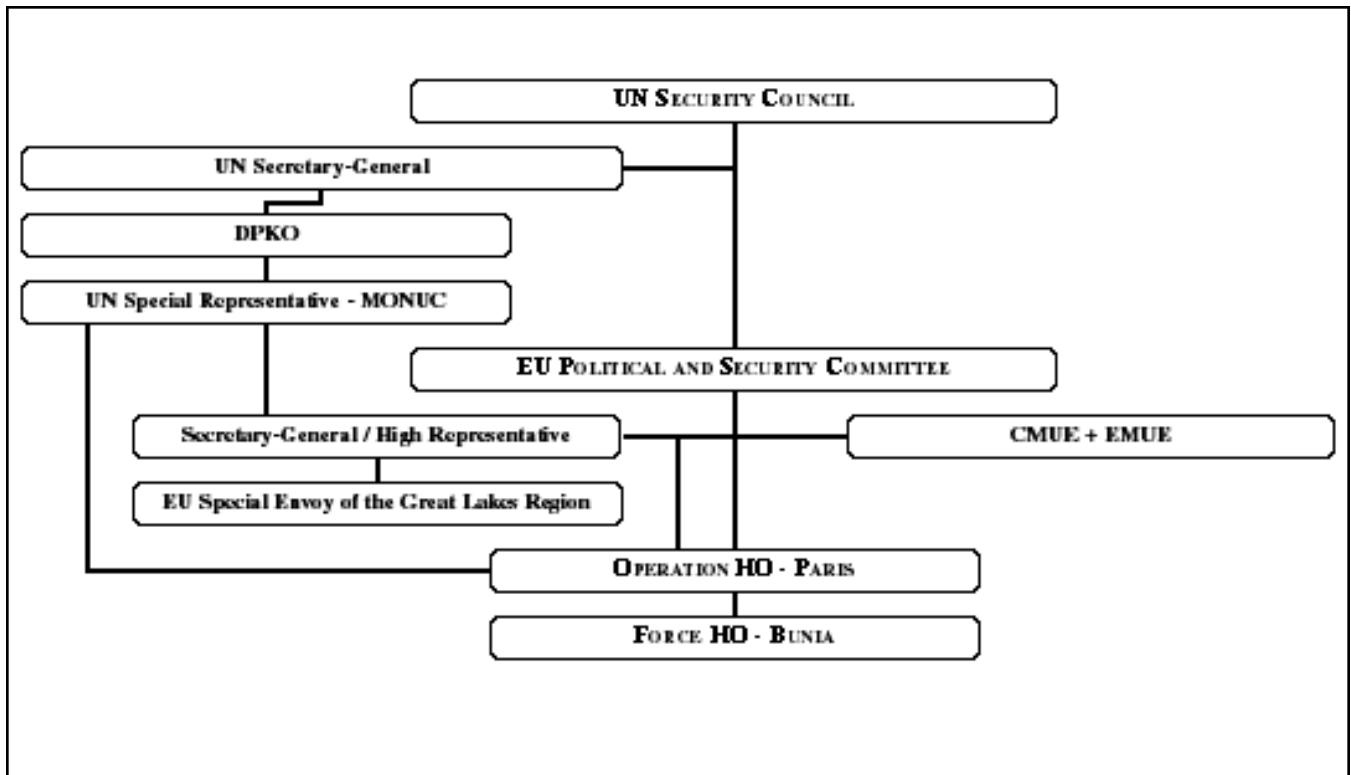 UN SECURITY COUNCIL
UN Secretary-General
DPKO
UN Special Representative - MONUC
EU POLITICAL AND SECURITY COMMITTEE
Secretary-General / High Representative
CMUE + EMUE
EU Special Envoy of the Great Lakes Region
OPERATION HQ - PARIS
FORCE HQ - BUNIA